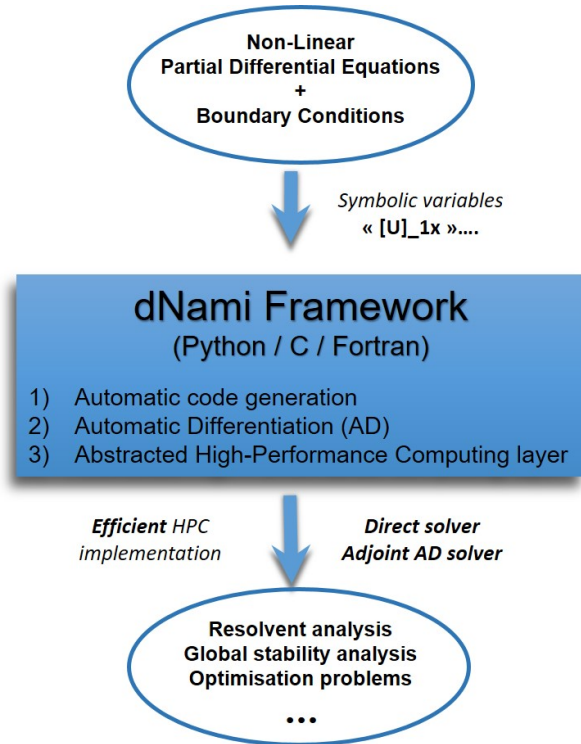 Non-Linear
Partial Differential Equations
+
Boundary Conditions
Symbolic variables
« [U]_1x »....
dNami Framework
(Python / C / Fortran)
1) Automatic code generation
2) Automatic Differentiation (AD)
3) Abstracted High-Performance Computing layer
Efficient HPC
implementation
Direct solver
Adjoint AD solver
Resolvent analysis
Global stability analysis
Optimisation problems
...